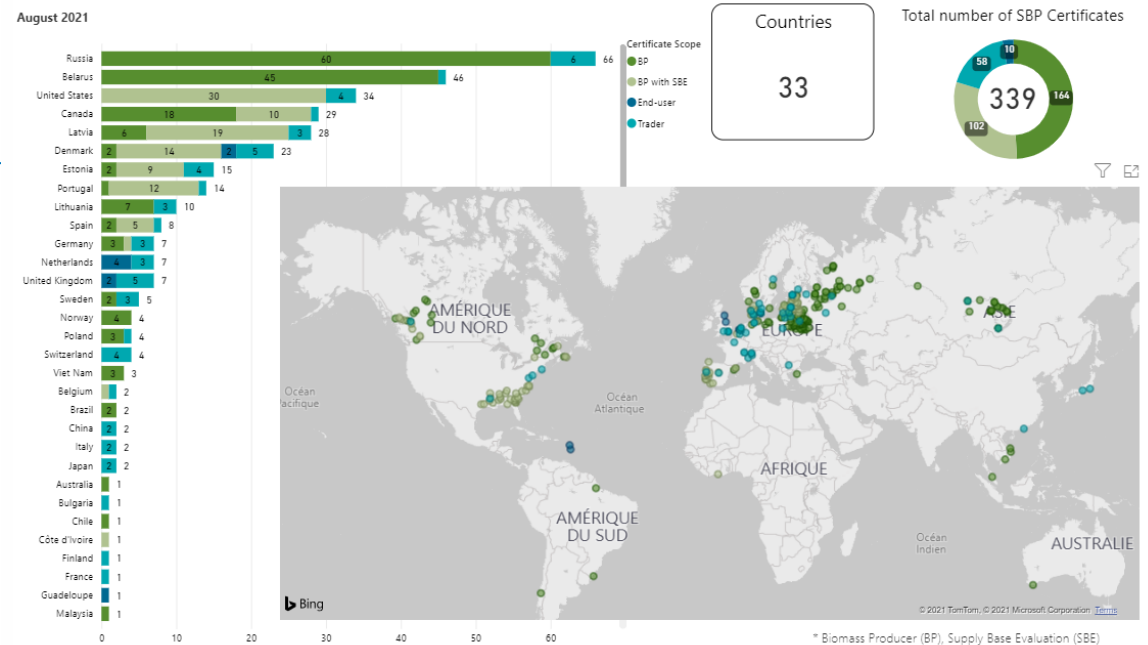 August 2021
Russia 60 6 66
Belarus 45 46
United States 30 4 34
Canada 18 10 29
Latvia 6 19 3 28
Denmark 2 14 2 5 23
Estonia 2 9 4 15
Portugal 12 14
Lithuania 7 3 10
Spain 2 5 8
Germany 3 3 7
Netherlands 4 3 7
United Kingdom 2 5 7
Sweden 2 3 5
Norway 4 4
Poland 3 4
Switzerland 4 4
Viet Nam 3 3
Belgium 2
Brazil 2 2
China 2 2
Italy 2 2
Japan 2 2
Australia 1
Bulgaria 1
Chile 1
Côte d'Ivoire 1
Finland 1
France 1
Guadeloupe 1
Malaysia 1
0 10 20 30 40 50 60
Certificate Scope
BP
BP with SBE
End-user
Trader
Countries
33
Total number of SBP Certificates
10
58
339
164
102
AMÉRIQUE
DU NORD
EUROPE
ASIE
Océan
Atlantique
AFRIQUE
AMÉRIQUE
DU SUD
Océan
Indien
AUSTRALIE
Bing
© 2021 TomTom, © 2021 Microsoft Corporation Terms
* Biomass Producer (BP), Supply Base Evaluation (SBE)